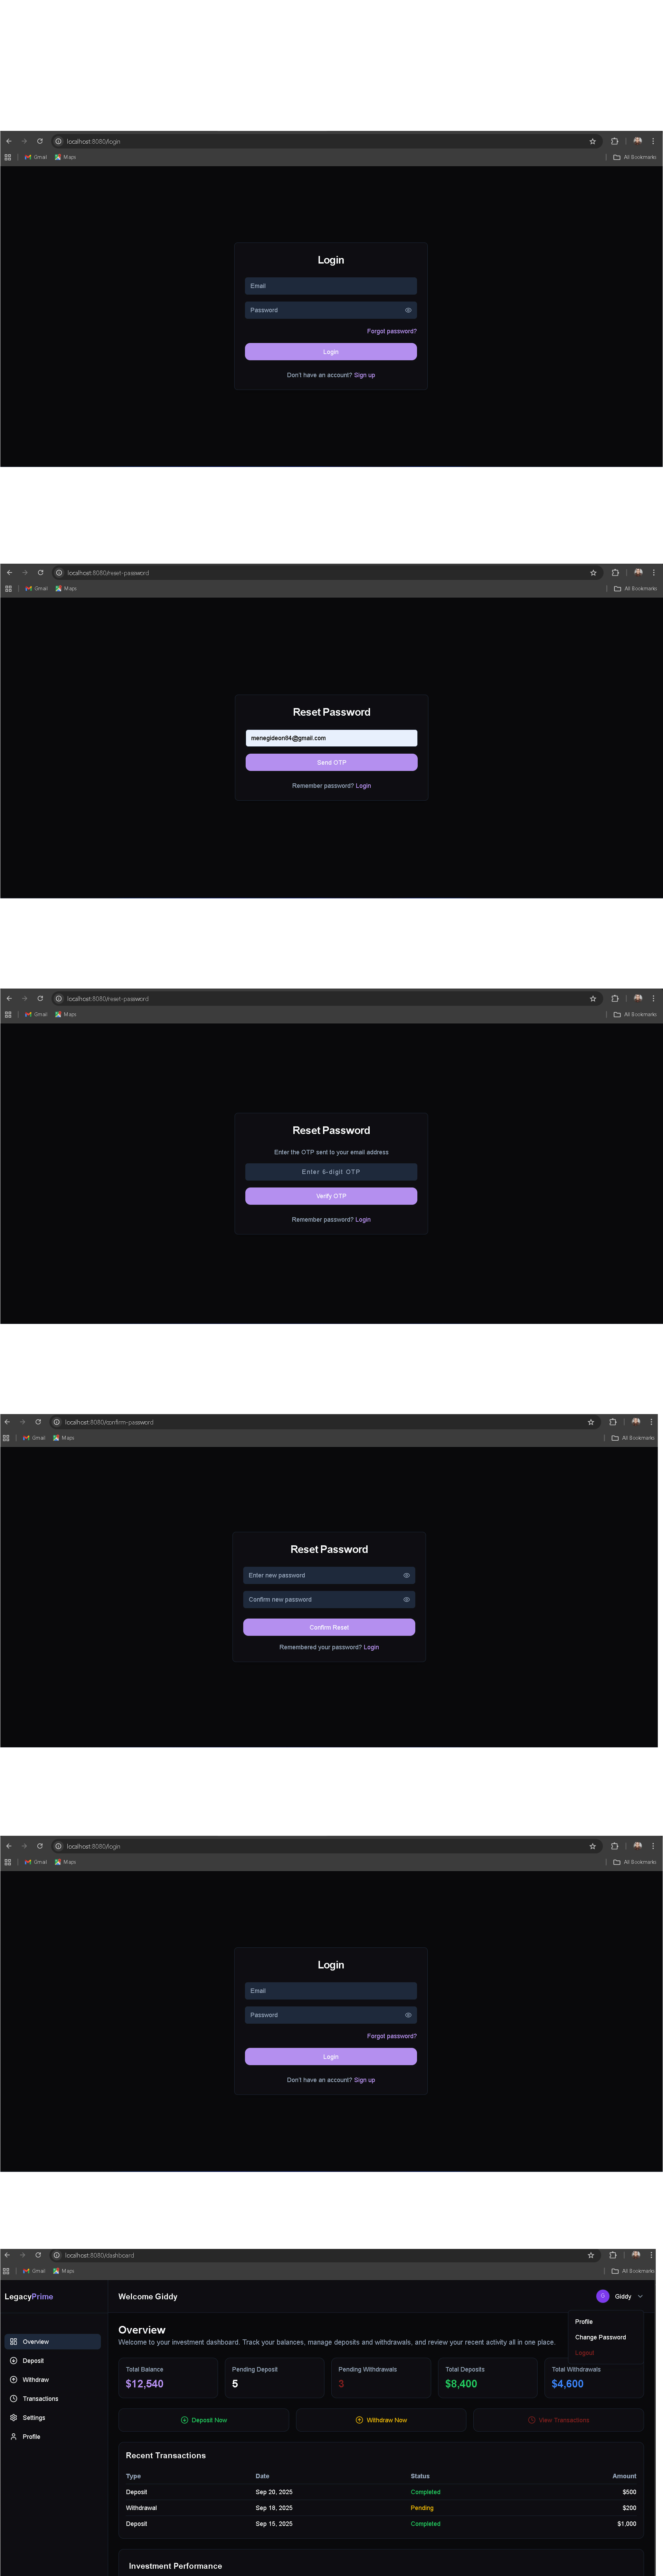 localhost:8080/login
Gmail Maps All Bookmarks
Login
Email
Password
Forgot password?
Login
Don't have an account? Sign up
localhost:8080/reset-password
Gmail Maps All Bookmarks
Reset Password
menegideon84@gmail.com
Send OTP
Remember password? Login
localhost:8080/reset-password
Gmail Maps All Bookmarks
Reset Password
Enter the OTP sent to your email address
Enter 6-digit OTP
Verify OTP
Remember password? Login
localhost:8080/confirm-password
Gmail Maps All Bookmarks
Reset Password
Enter new password
Confirm new password
Confirm Reset
Remembered your password? Login
localhost:8080/login
Gmail Maps All Bookmarks
Login
Email
Password
Forgot password?
Login
Don't have an account? Sign up
localhost:8080/dashboard
Gmail Maps All Bookmarks
LegacyPrime
Welcome Giddy
G Giddy
Profile
Change Password
Logout
Overview
Deposit
Withdraw
Transactions
Settings
Profile
Overview
Welcome to your investment dashboard. Track your balances, manage deposits and withdrawals, and review your recent activity all in one place.
Total Balance
$12,540
Pending Deposit
5
Pending Withdrawals
3
Total Deposits
$8,400
Total Withdrawals
$4,600
Deposit Now
Withdraw Now
View Transactions
Recent Transactions
Type Date Status Amount
Deposit Sep 20, 2025 Completed $500
Withdrawal Sep 18, 2025 Pending $200
Deposit Sep 15, 2025 Completed $1,000
Investment Performance